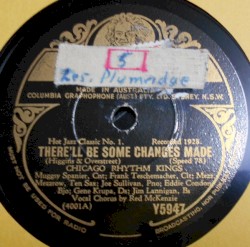 5
Res. Plumridge
MADE IN AUSTRALIA
COLUMBIA GRAPHOPHONE (AUST.) PTY. LTD. SYDNEY. N.S.W.
Hot Jazz Classic No. 1. Recorded 1928.
THERE'LL BE SOME CHANGES MADE
(Higgins & Overstreet) (Speed 78)
CHICAGO RHYTHM KINGS
Muggsy Spanier, Cnt; Frank Teschemacher, Clt; Mezz
Mezzrow, Ten Sax; Joe Sullivan, Pno; Eddie Condon,
Bjo; Gene Krupa, Ds; Jim Lannigan, Bs
Vocal Chorus by Red McKenzie
(4001A) Y5947